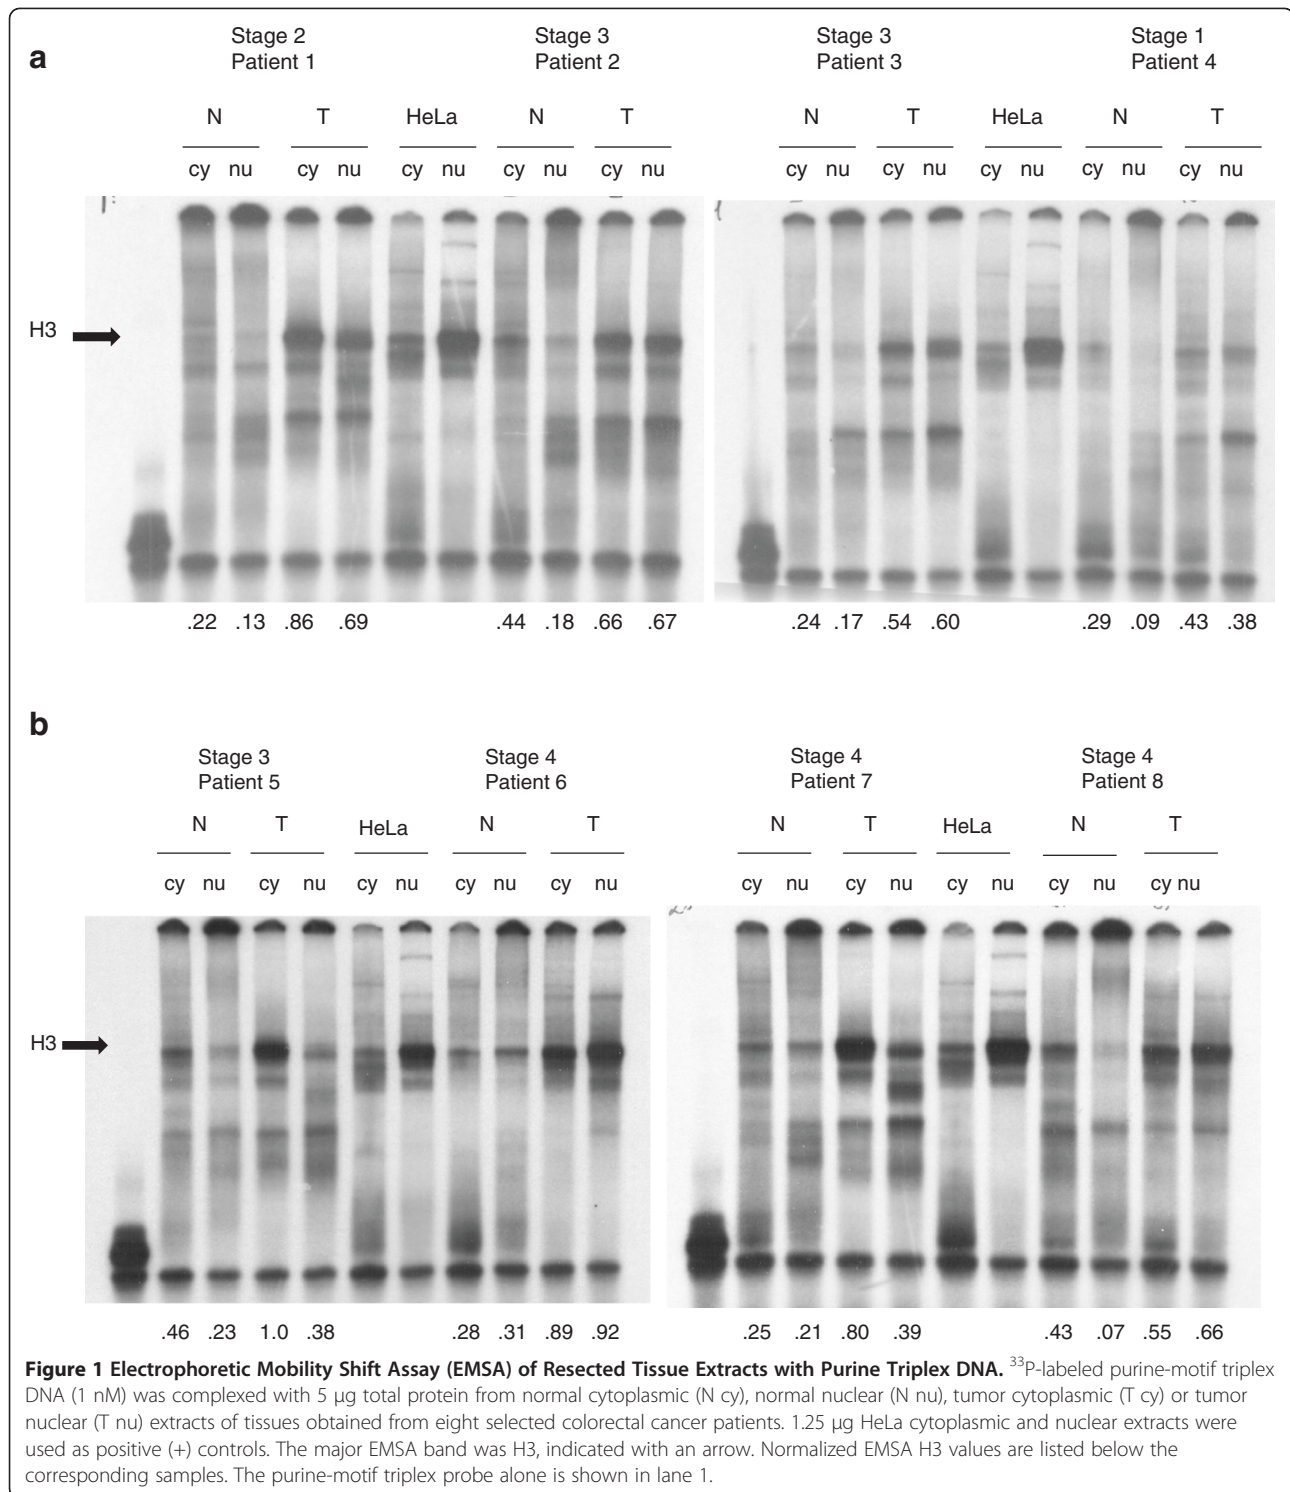 a
Stage 2 Stage 3 Stage 3 Stage 1
Patient 1 Patient 2 Patient 3 Patient 4
N T HeLa N T N T HeLa N T
cy nu cy nu cy nu cy nu cy nu cy nu cy nu cy nu cy nu cy nu
H3
.22 .13 .86 .69 .44 .18 .66 .67 .24 .17 .54 .60 .29 .09 .43 .38
b
Stage 3 Stage 4 Stage 4 Stage 4
Patient 5 Patient 6 Patient 7 Patient 8
N T HeLa N T N T HeLa N T
cy nu cy nu cy nu cy nu cy nu cy nu cy nu cy nu cy nu cy nu
H3
.46 .23 1.0 .38 .28 .31 .89 .92 .25 .21 .80 .39 .43 .07 .55 .66
Figure 1 Electrophoretic Mobility Shift Assay (EMSA) of Resected Tissue Extracts with Purine Triplex DNA. ³³P-labeled purine-motif triplex
DNA (1 nM) was complexed with 5 μg total protein from normal cytoplasmic (N cy), normal nuclear (N nu), tumor cytoplasmic (T cy) or tumor
nuclear (T nu) extracts of tissues obtained from eight selected colorectal cancer patients. 1.25 μg HeLa cytoplasmic and nuclear extracts were
used as positive (+) controls. The major EMSA band was H3, indicated with an arrow. Normalized EMSA H3 values are listed below the
corresponding samples. The purine-motif triplex probe alone is shown in lane 1.